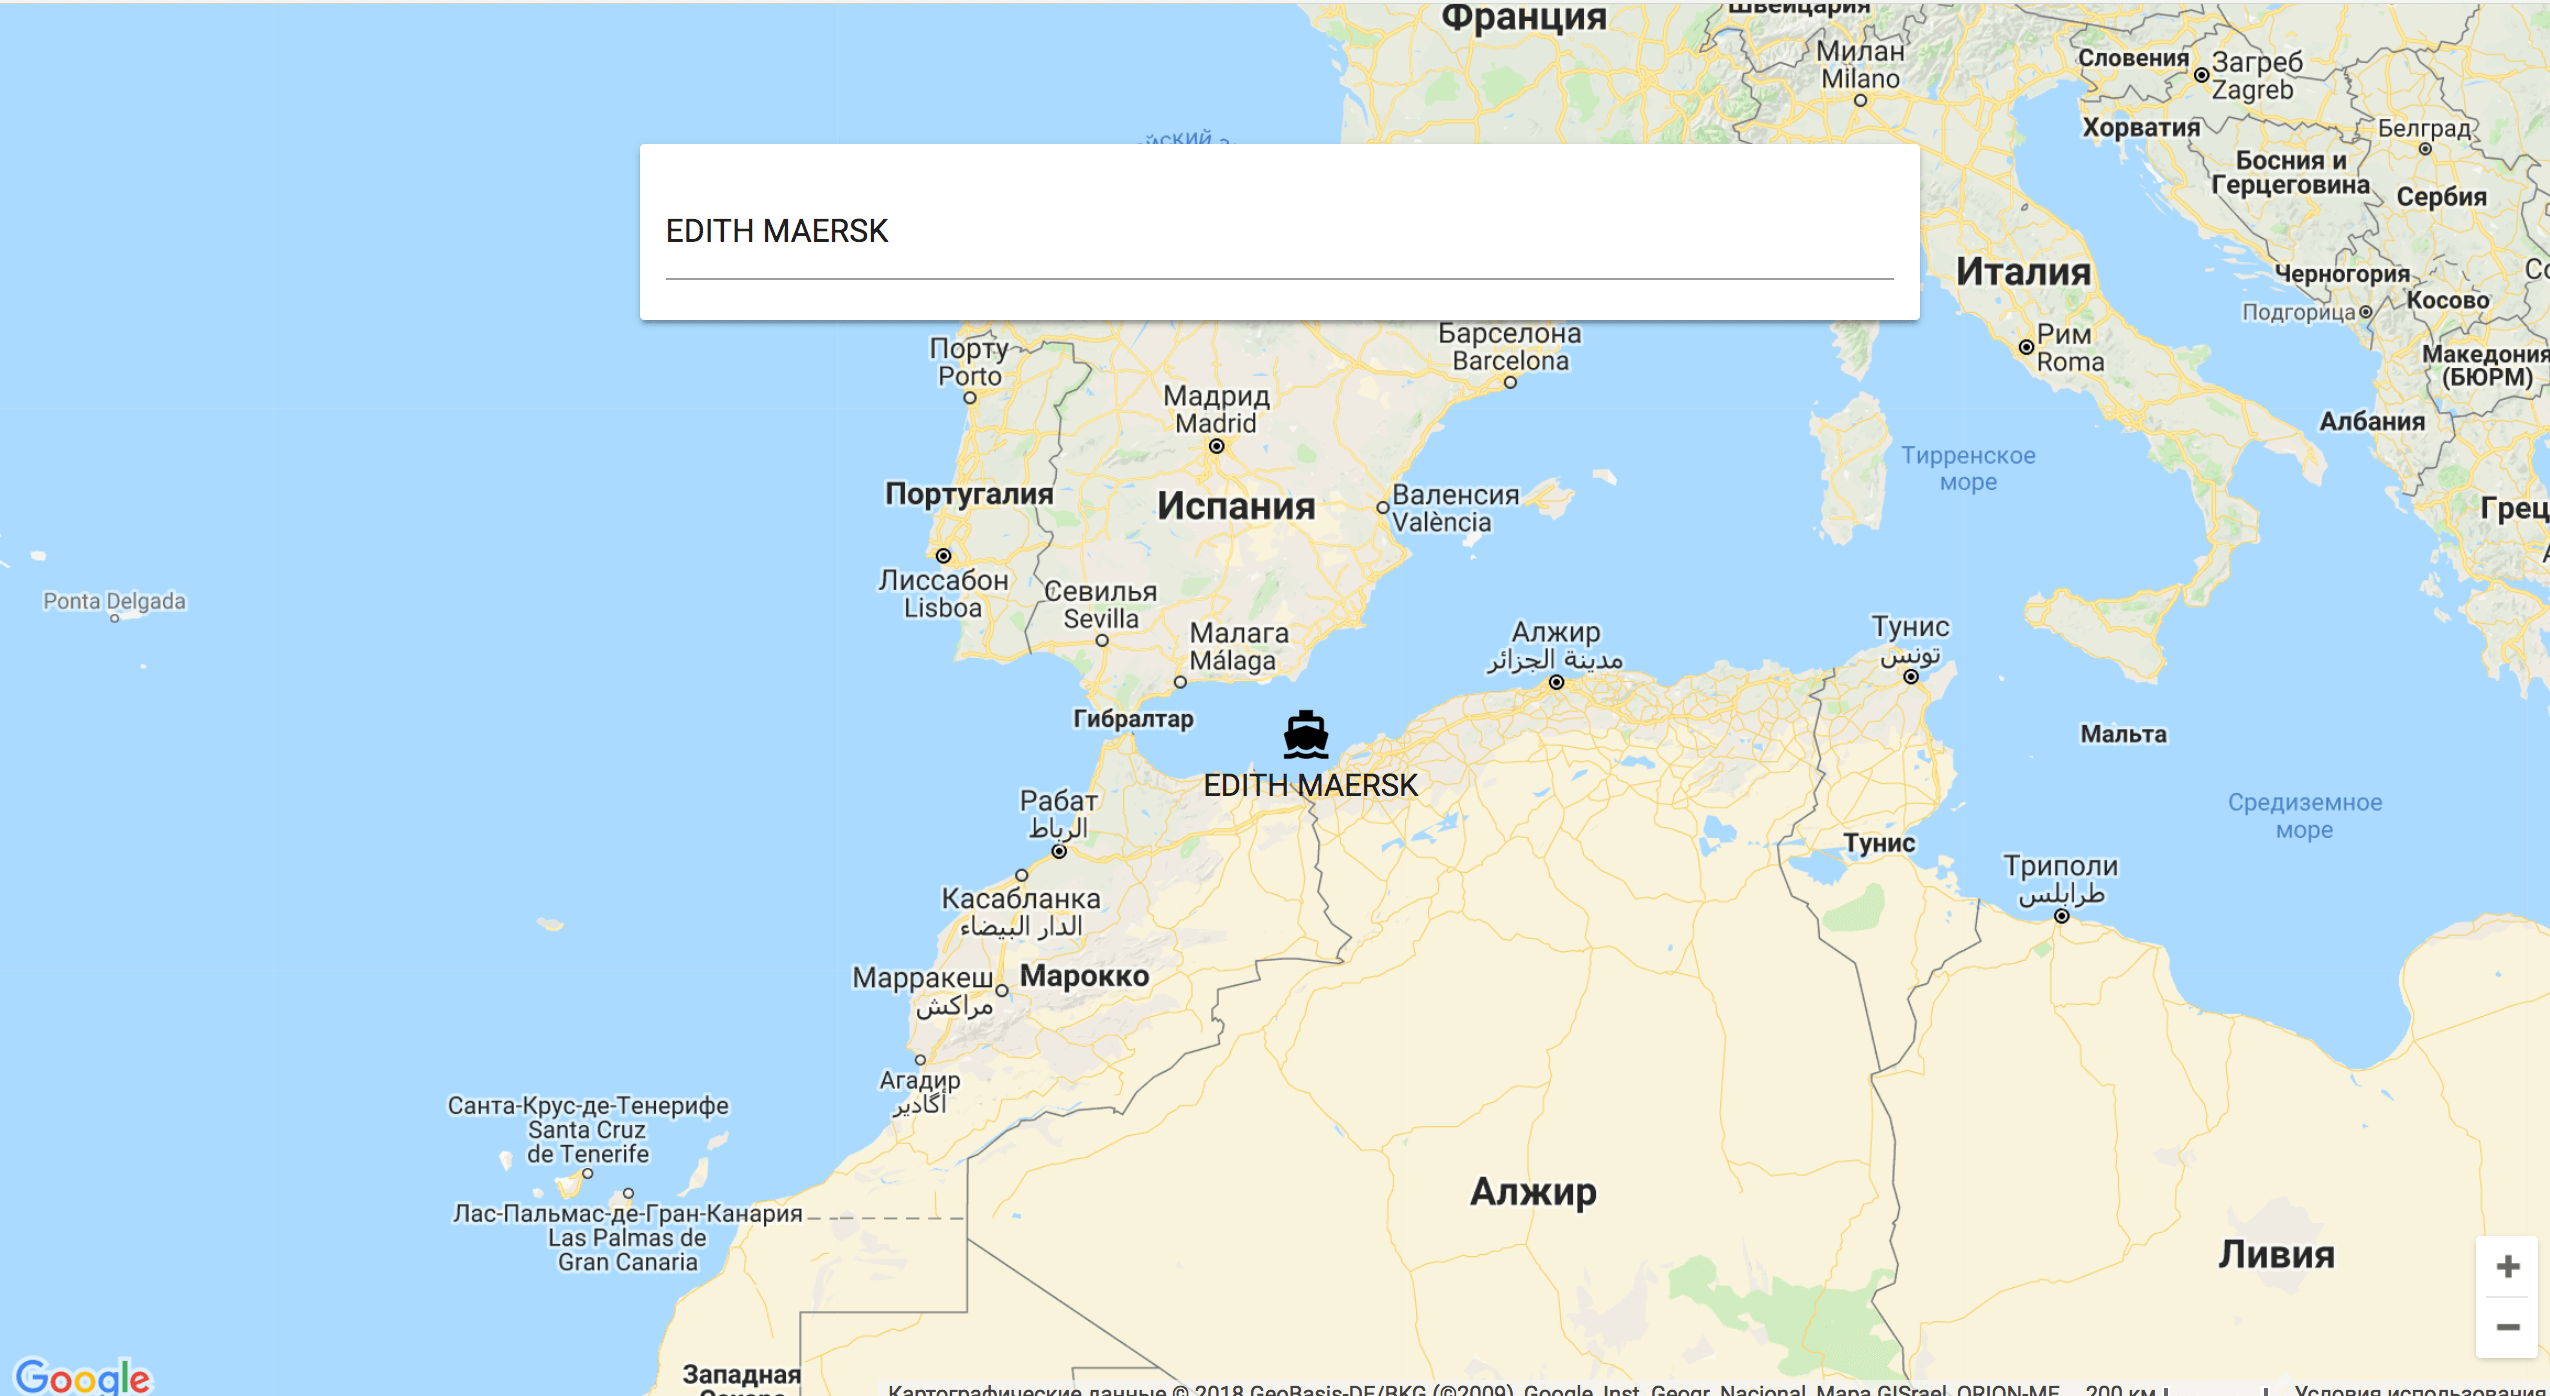 Франция
Швейцария
Милан
Milano
Словения
Загреб
Zagreb
Хорватия
Белград
Босния и
Герцеговина
Сербия
EDITH MAERSK
Италия
Черногория
Косово
Подгорица
Рим
Roma
Македония
(БЮРМ)
Албания
Порту
Porto
Барселона
Barcelona
Мадрид
Madrid
Тирренское
море
Португалия
Испания
Валенсия
València
Лиссабон
Lisboa
Севилья
Sevilla
Малага
Málaga
Ponta Delgada
Алжир
مدينة الجزائر
Тунис
تونس
Гибралтар
Мальта
EDITH MAERSK
Средиземное
море
Рабат
الرباط
Тунис
Триполи
طرابلس
Касабланка
الدار البيضاء
Марракеш
مراكش
Марокко
Агадир
أكادير
Санта-Крус-де-Тенерифе
Santa Cruz
de Tenerife
Лас-Пальмас-де-Гран-Канария
Las Palmas de
Gran Canaria
Алжир
Ливия
Западная
Google
Картографические данные © 2018 GeoBasis-DE/BKG (©2009), Google, Inst. Geogr. Nacional, Mapa GISrael, ORION-ME
200 км
Условия использования